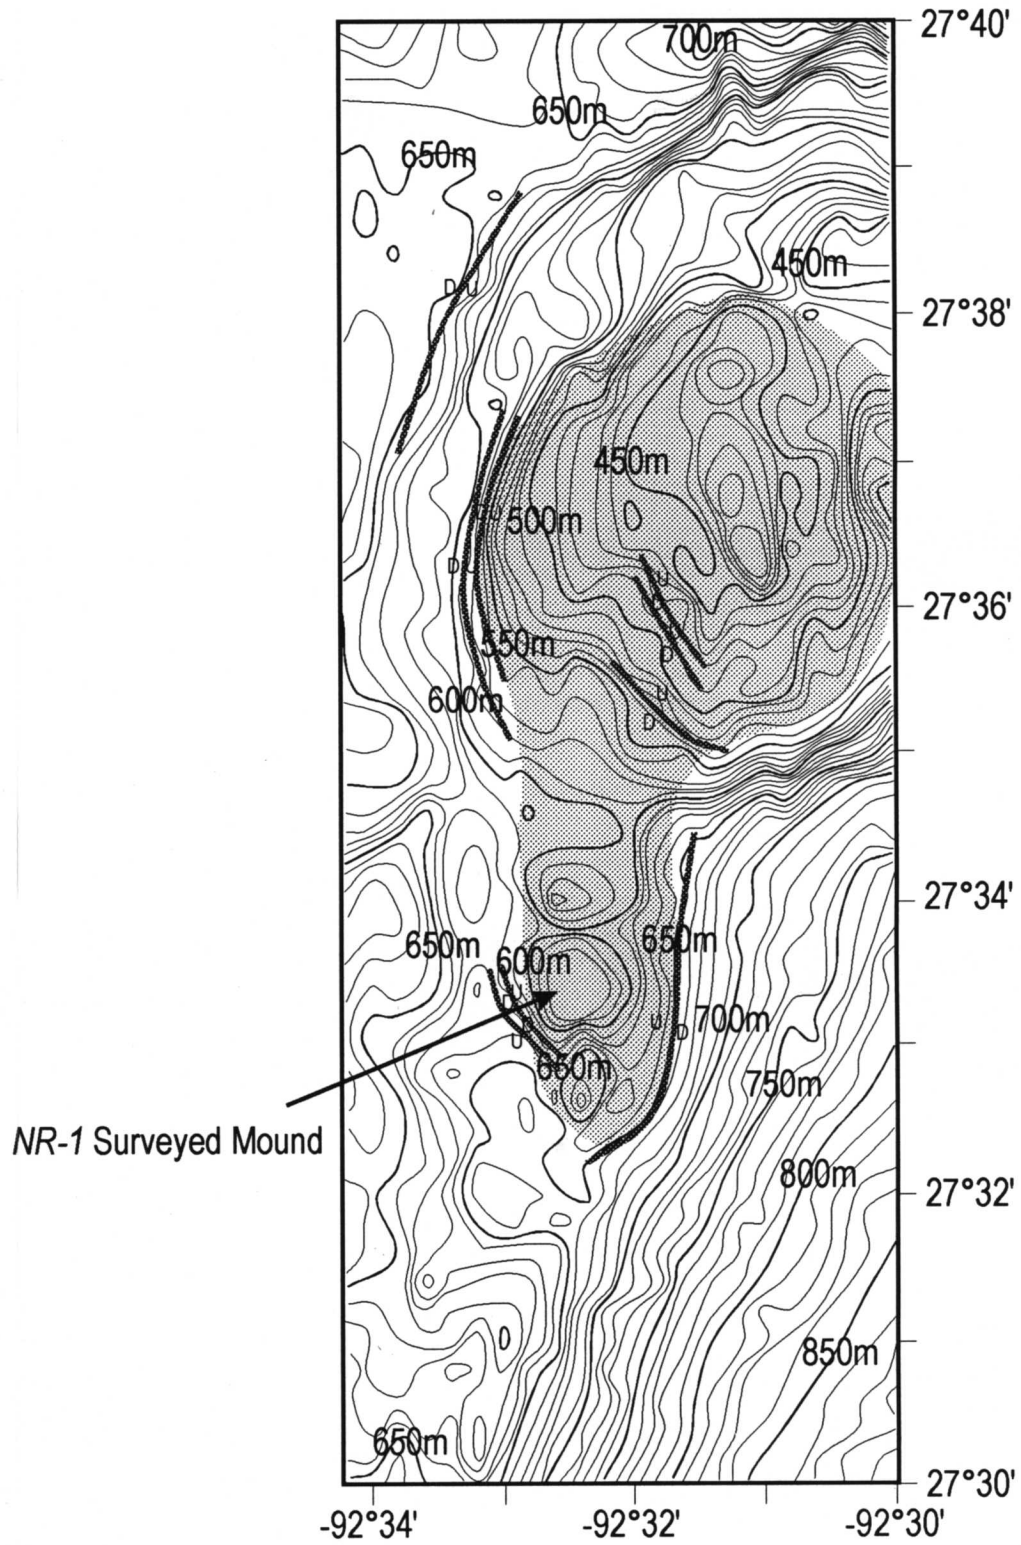 27°40'
700m
650m
650m
450m
D U
27°38'
450m
500m
U
D
U
27°36'
550m
D
600m
U
D
27°34'
650m
650m
600m
U
D
U
U D
700m
650m
750m
NR-1 Surveyed Mound
800m
27°32'
850m
650m
27°30'
-92°34'
-92°32'
-92°30'